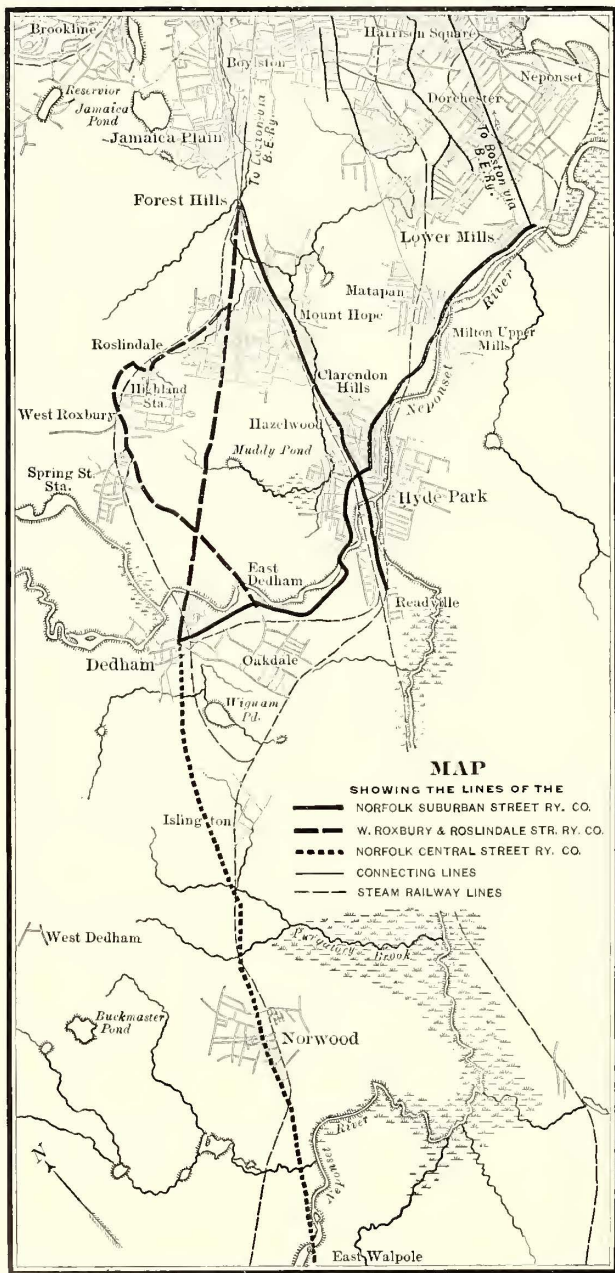 Brookline
Harrison Square
Boylston
Neponset
Reservior
Jamaica
Pond
Dorchester
Jamaica Plain
To Boston via
B.E.Ry.
To Boston via
B.E.Ry.
Forest Hills
Lower Mills
River
Matapan
Mount Hope
Milton Upper
Mills
Roslindale
Clarendon
Hills
Highland
Sta.
Neponset
West Roxbury
Hazelwood
Muddy Pond
Spring St.
Sta.
Hyde Park
East
Dedham
Readville
Dedham
Oakdale
Wigwam
Pd.
MAP
SHOWING THE LINES OF THE
NORFOLK SUBURBAN STREET RY. CO.
W. ROXBURY & ROSLINDALE STR. RY. CO.
NORFOLK CENTRAL STREET RY. CO.
CONNECTING LINES
STEAM RAILWAY LINES
Islington
West Dedham
Purgatory
Brook
Buckmaster
Pond
Norwood
Neponset
River
N
East Walpole